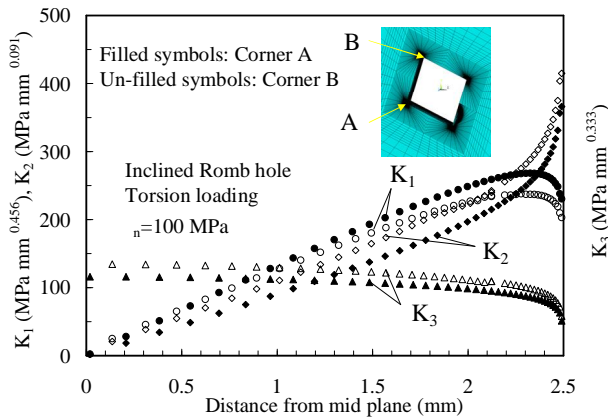 500
400
300
200
100
0
0
0.5
1
1.5
2
2.5
Filled symbols: Corner A
Un-filled symbols: Corner B
B
A
Inclined Romb hole
Torsion loading
n=100 MPa
K1
K2
K3
K1 (MPa mm 0.456), K2 (MPa mm 0.091)
K3 (MPa mm 0.333
Distance from mid plane (mm)